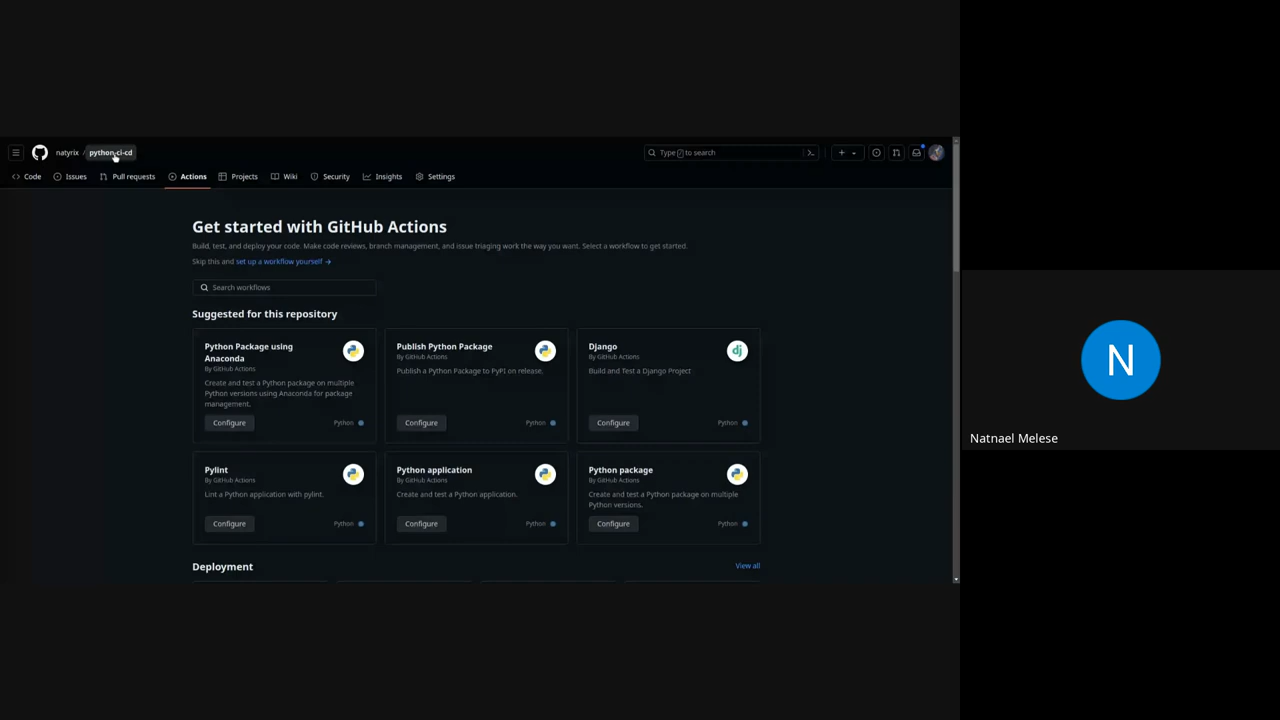 natyrix / python-ci-cd
Type / to search
Code
Issues
Pull requests
Actions
Projects
Wiki
Security
Insights
Settings
Get started with GitHub Actions
Build, test, and deploy your code. Make code reviews, branch management, and issue triaging work the way you want. Select a workflow to get started.
Skip this and set up a workflow yourself →
Search workflows
Suggested for this repository
Python Package using
Anaconda
By GitHub Actions
Create and test a Python package on multiple
Python versions using Anaconda for package
management.
Configure
Python
Publish Python Package
By GitHub Actions
Publish a Python Package to PyPI on release.
Configure
Python
Django
By GitHub Actions
Build and Test a Django Project
Configure
Python
dj
Pylint
By GitHub Actions
Lint a Python application with pylint.
Configure
Python
Python application
By GitHub Actions
Create and test a Python application.
Configure
Python
Python package
By GitHub Actions
Create and test a Python package on multiple
Python versions.
Configure
Python
Deployment
View all
N
Natnael Melese